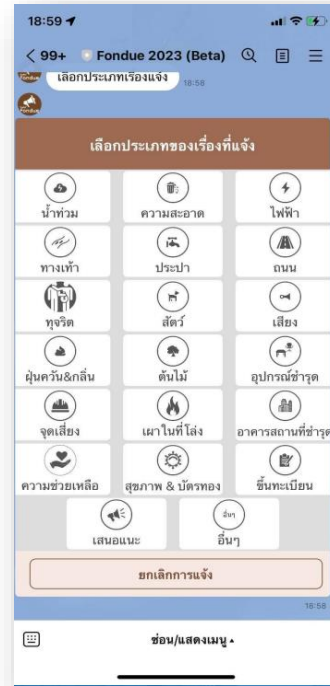 18:59
99+ Fondue 2023 (Beta)
เลือกประเภทเรื่องแจ้ง 18:58
Fondue
เลือกประเภทของเรื่องที่แจ้ง
น้ำท่วม ความสะอาด ไฟฟ้า
ทางเท้า ประปา ถนน
ทุจริต สัตว์ เสียง
ฝุ่นควัน&กลิ่น ต้นไม้ อุปกรณ์ชำรุด
จุดเสี่ยง เผาในที่โล่ง อาคารสถานที่ชำรุด
ความช่วยเหลือ สุขภาพ & บัตรทอง ขึ้นทะเบียน
อื่นๆ
เสนอแนะ อื่นๆ
ยกเลิกการแจ้ง
18:58
ซ่อน/แสดงเมนู